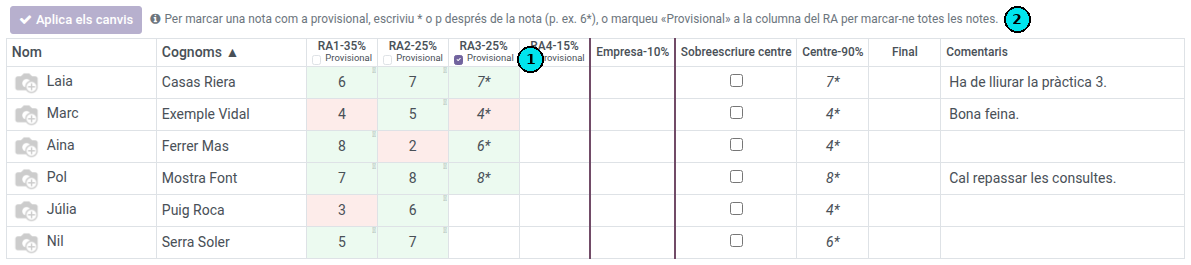 Aplica els canvis Per marcar una nota com a provisional, escriviu * o p després de la nota (p. ex. 6*), o marqueu «Provisional» a la columna del RA per marcar-ne totes les notes. 2
Nom Cognoms ▲ RA1-35% RA2-25% RA3-25% RA4-15% Empresa-10% Sobreescriure centre Centre-90% Final Comentaris
Provisional Provisional Provisional 1 rovisional
Laia Casas Riera 6 7 7* 7* Ha de lliurar la pràctica 3.
Marc Exemple Vidal 4 5 4* 4* Bona feina.
Aina Ferrer Mas 8 2 6* 4*
Pol Mostra Font 7 8 8* 8* Cal repassar les consultes.
Júlia Puig Roca 3 6 4*
Nil Serra Soler 5 7 6*